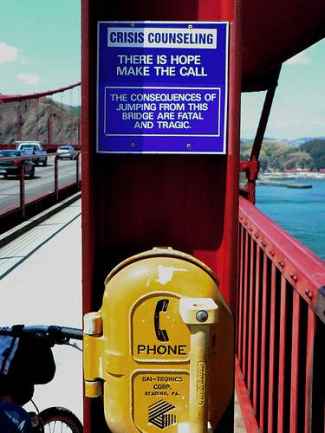 CRISIS COUNSELING
THERE IS HOPE
MAKE THE CALL
THE CONSEQUENCES OF
JUMPING FROM THIS
BRIDGE ARE FATAL
AND TRAGIC.
PHONE
GAI-TRONICS
CORP.
READING, PA.